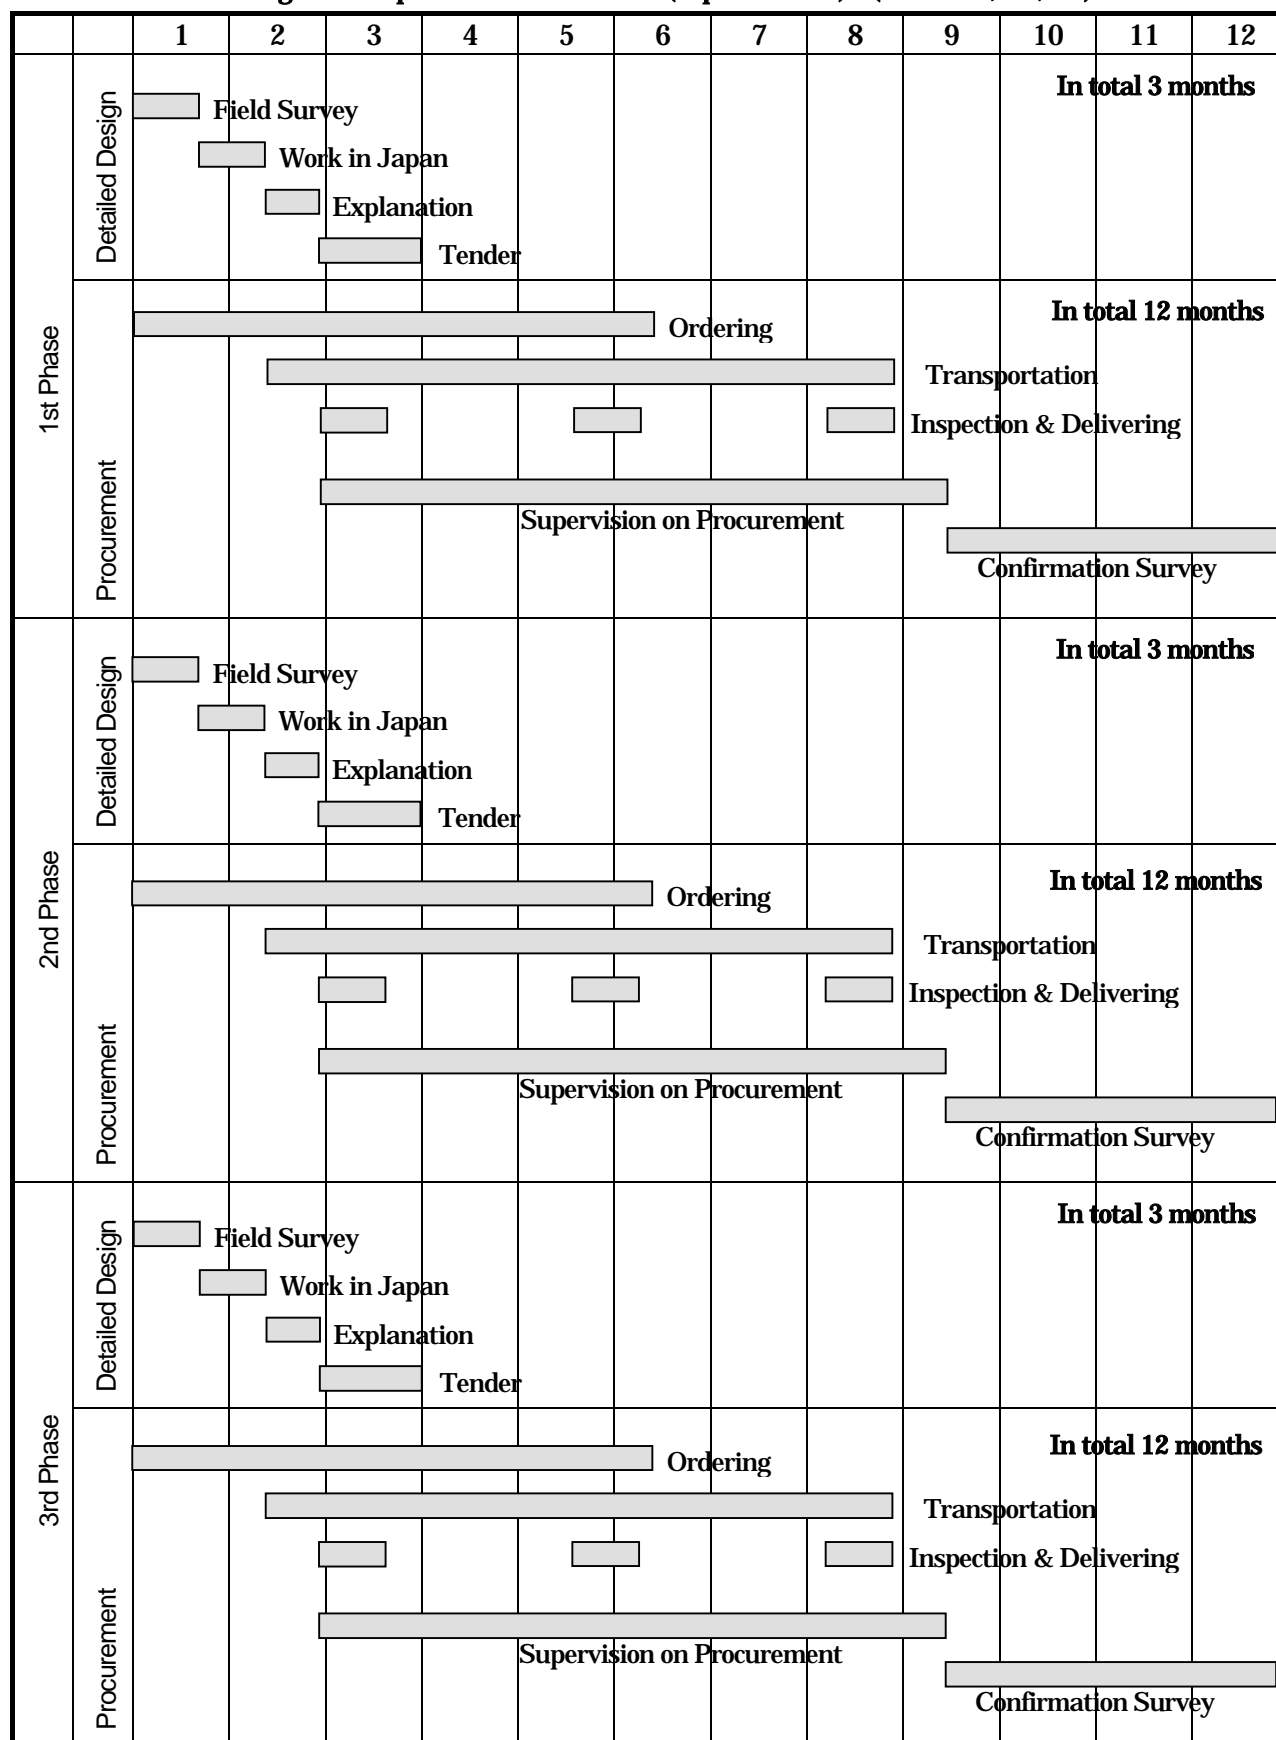 1 2 3 4 5 6 7 8 9 10 11 12
1st Phase
Detailed Design
In total 3 months
Field Survey
Work in Japan
Explanation
Tender
Procurement
In total 12 months
Ordering
Transportation
Inspection & Delivering
Supervision on Procurement
Confirmation Survey
2nd Phase
Detailed Design
In total 3 months
Field Survey
Work in Japan
Explanation
Tender
Procurement
In total 12 months
Ordering
Transportation
Inspection & Delivering
Supervision on Procurement
Confirmation Survey
3rd Phase
Detailed Design
In total 3 months
Field Survey
Work in Japan
Explanation
Tender
Procurement
In total 12 months
Ordering
Transportation
Inspection & Delivering
Supervision on Procurement
Confirmation Survey